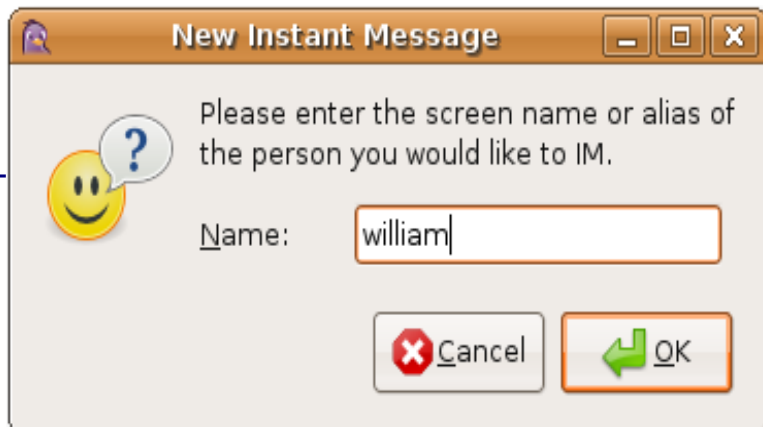 New Instant Message
?
Please enter the screen name or alias of
the person you would like to IM.
Name: william
Cancel OK